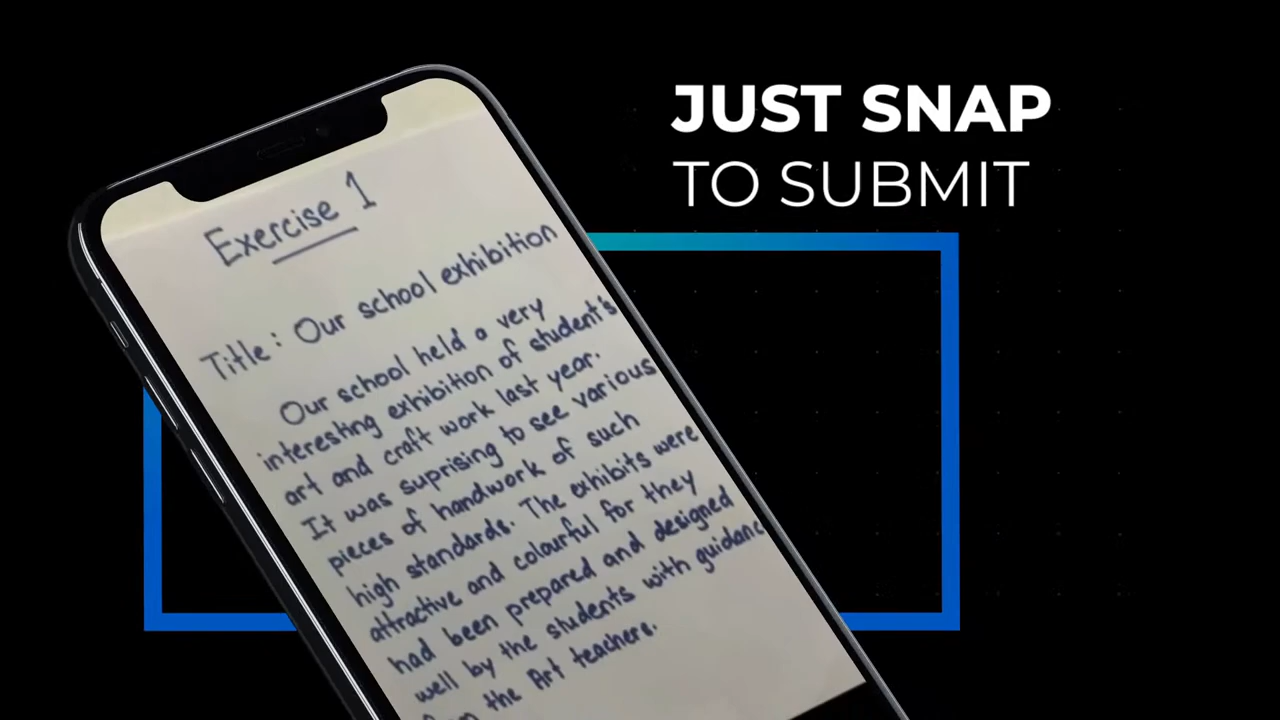 JUST SNAP
TO SUBMIT
Exercise 1
Title: Our school exhibition
Our school held a very
interesting exhibition of student's
art and craft work last year.
It was suprising to see various
pieces of handwork of such
high standards. The exhibits were
attractive and colourful for they
had been prepared and designed
well by the students with guidanc
the Art teachers.